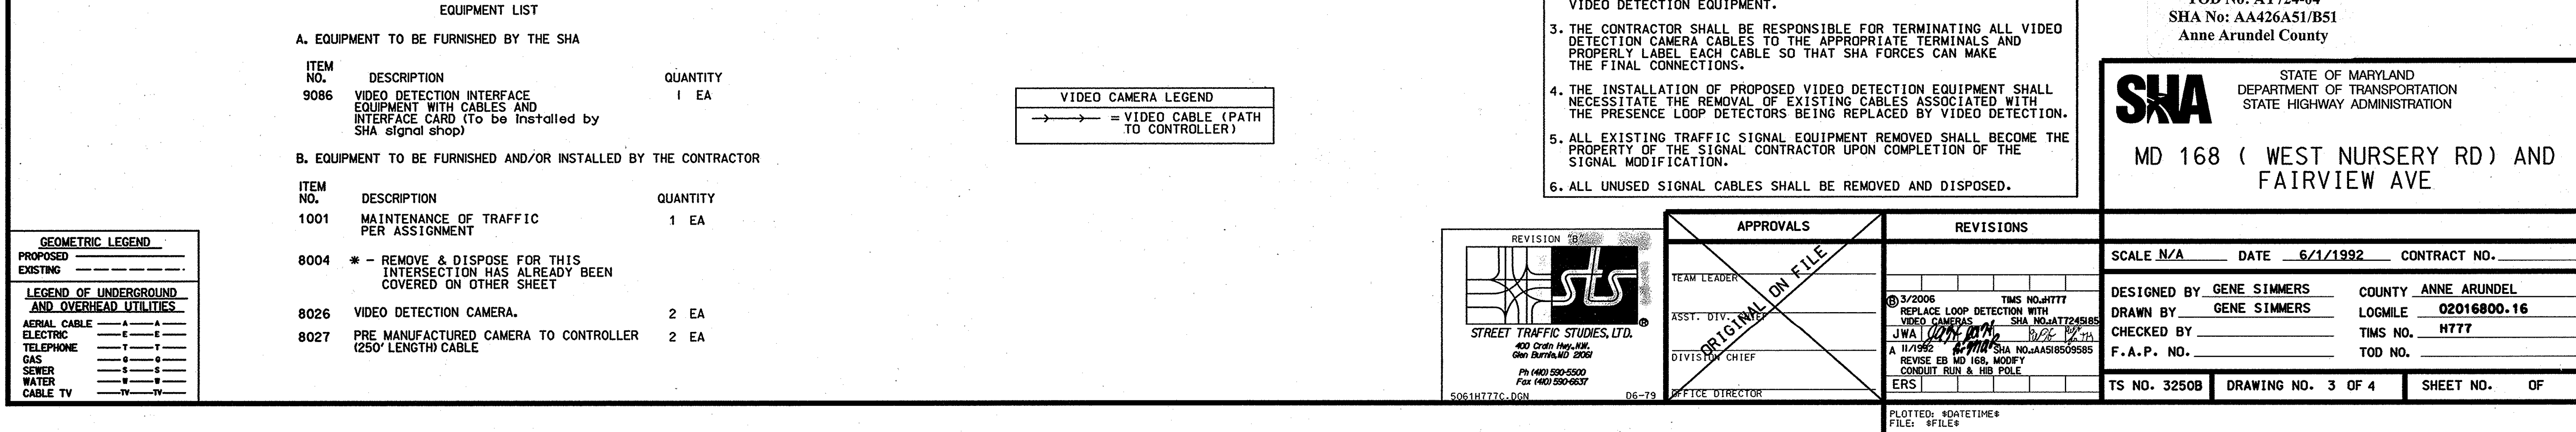 EQUIPMENT LIST
A. EQUIPMENT TO BE FURNISHED BY THE SHA
ITEM
NO. DESCRIPTION QUANTITY
9086 VIDEO DETECTION INTERFACE 1 EA
EQUIPMENT WITH CABLES AND
INTERFACE CARD (To be installed by
SHA signal shop)
B. EQUIPMENT TO BE FURNISHED AND/OR INSTALLED BY THE CONTRACTOR
ITEM
NO. DESCRIPTION QUANTITY
1001 MAINTENANCE OF TRAFFIC 1 EA
PER ASSIGNMENT
8004 * - REMOVE & DISPOSE FOR THIS
INTERSECTION HAS ALREADY BEEN
COVERED ON OTHER SHEET
8026 VIDEO DETECTION CAMERA. 2 EA
8027 PRE MANUFACTURED CAMERA TO CONTROLLER 2 EA
(250' LENGTH) CABLE
GEOMETRIC LEGEND
PROPOSED
EXISTING
LEGEND OF UNDERGROUND
AND OVERHEAD UTILITIES
AERIAL CABLE A A
ELECTRIC E E
TELEPHONE T T
GAS G G
SEWER S S
WATER W W
CABLE TV TV TV
VIDEO CAMERA LEGEND
= VIDEO CABLE (PATH
TO CONTROLLER)
VIDEO DETECTION EQUIPMENT.
3. THE CONTRACTOR SHALL BE RESPONSIBLE FOR TERMINATING ALL VIDEO
DETECTION CAMERA CABLES TO THE APPROPRIATE TERMINALS AND
PROPERLY LABEL EACH CABLE SO THAT SHA FORCES CAN MAKE
THE FINAL CONNECTIONS.
4. THE INSTALLATION OF PROPOSED VIDEO DETECTION EQUIPMENT SHALL
NECESSITATE THE REMOVAL OF EXISTING CABLES ASSOCIATED WITH
THE PRESENCE LOOP DETECTORS BEING REPLACED BY VIDEO DETECTION.
5. ALL EXISTING TRAFFIC SIGNAL EQUIPMENT REMOVED SHALL BECOME THE
PROPERTY OF THE SIGNAL CONTRACTOR UPON COMPLETION OF THE
SIGNAL MODIFICATION.
6. ALL UNUSED SIGNAL CABLES SHALL BE REMOVED AND DISPOSED.
REVISION "B"
sts
®
STREET TRAFFIC STUDIES, LTD.
400 Crain Hwy., N.W.
Glen Burnie, MD 21061
Ph (410) 590-5500
Fax (410) 590-6637
5061H777C.DGN D6-79
APPROVALS
TEAM LEADER
ASST. DIV.
DIVISION CHIEF
OFFICE DIRECTOR
ORIGINAL ON FILE
REVISIONS
B 3/2006 TIMS NO.:H777
REPLACE LOOP DETECTION WITH
VIDEO CAMERAS SHA NO.:AT7245185
JWA
A 11/1992 SHA NO.:AA518509585
REVISE EB MD 168, MODIFY
CONDUIT RUN & HIB POLE
ERS
PLOTTED: *DATETIME*
FILE: *FILE*
TOD No: AT724-04
SHA No: AA426A51/B51
Anne Arundel County
SHA
STATE OF MARYLAND
DEPARTMENT OF TRANSPORTATION
STATE HIGHWAY ADMINISTRATION
MD 168 ( WEST NURSERY RD) AND
FAIRVIEW AVE
SCALE N/A DATE 6/1/1992 CONTRACT NO.
DESIGNED BY GENE SIMMERS COUNTY ANNE ARUNDEL
DRAWN BY GENE SIMMERS LOGMILE 02016800.16
CHECKED BY TIMS NO. H777
F.A.P. NO. TOD NO.
TS NO. 3250B DRAWING NO. 3 OF 4 SHEET NO. OF